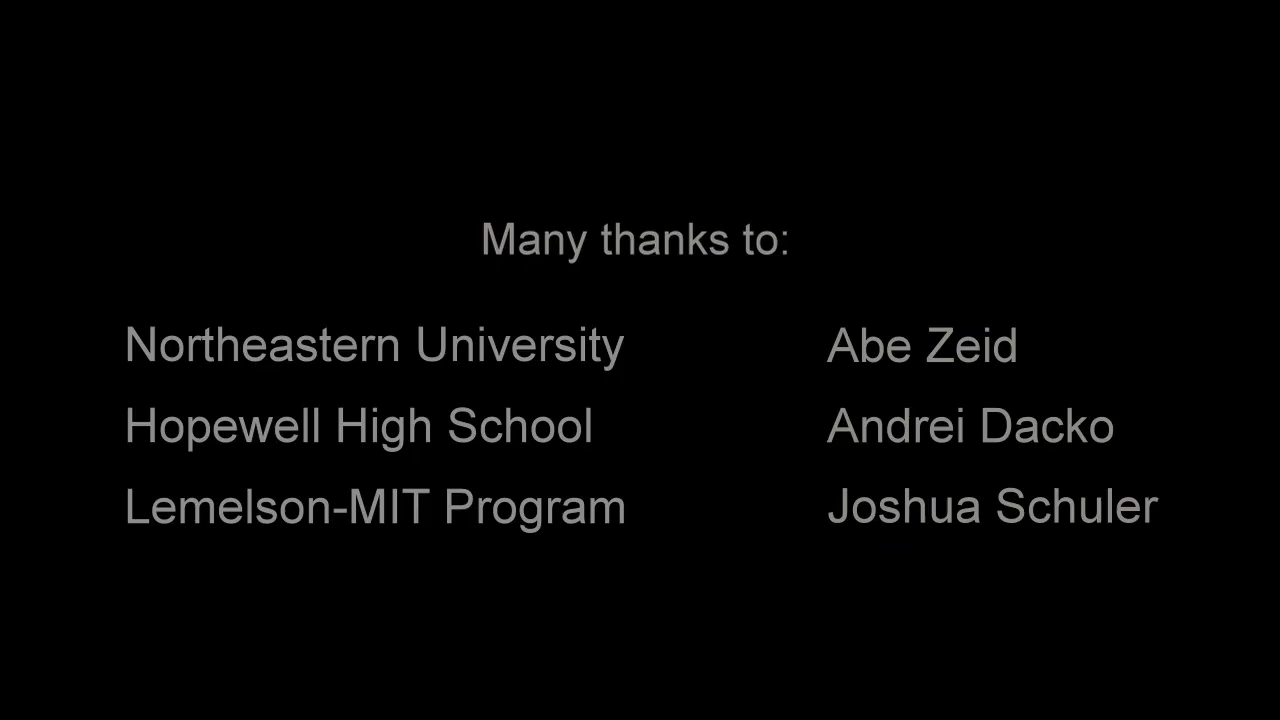 Many thanks to:
Northeastern University Abe Zeid
Hopewell High School Andrei Dacko
Lemelson-MIT Program Joshua Schuler